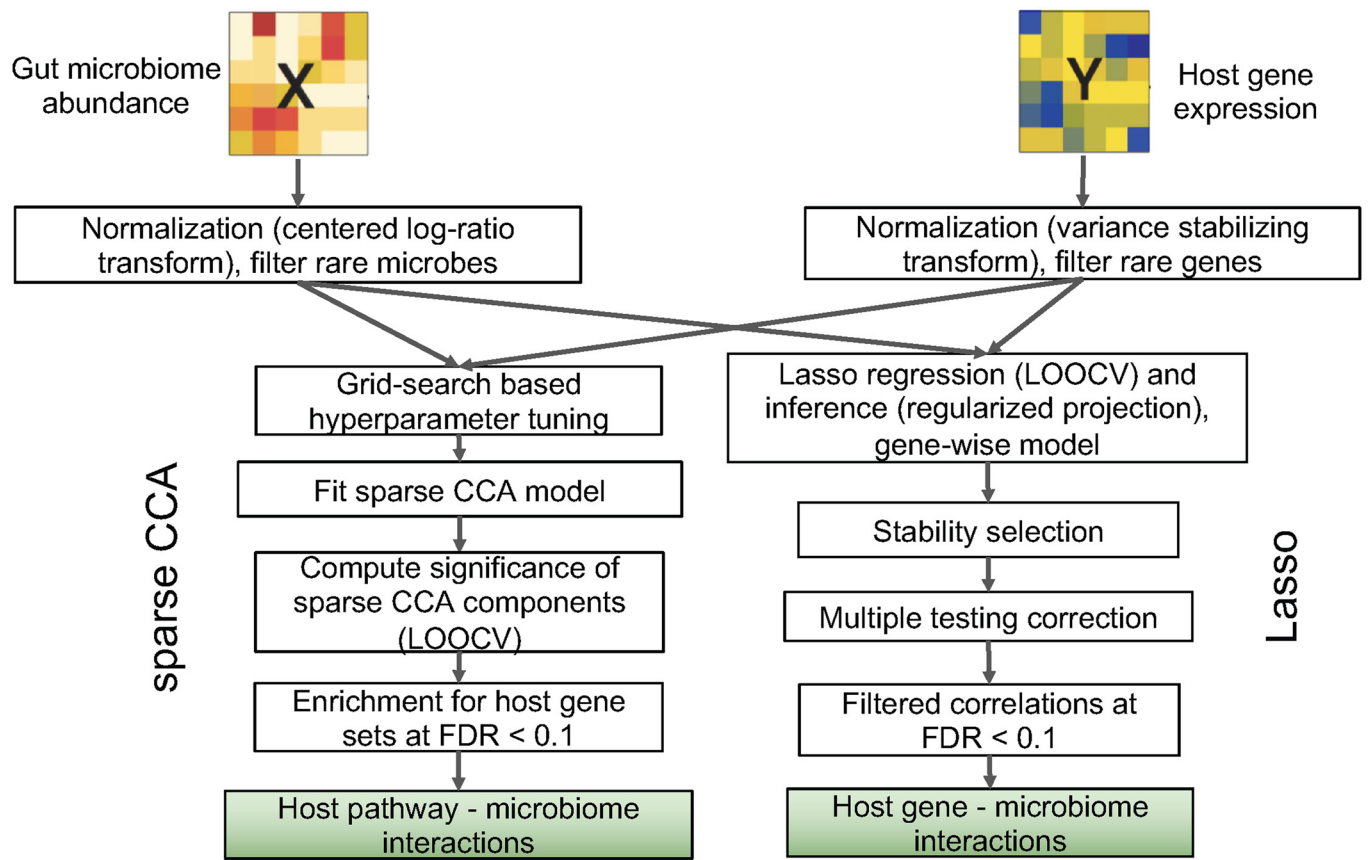 Gut microbiome
abundance
X
Y
Host gene
expression
Normalization (centered log-ratio
transform), filter rare microbes
Normalization (variance stabilizing
transform), filter rare genes
sparse CCA
Grid-search based
hyperparameter tuning
Fit sparse CCA model
Compute significance of
sparse CCA components
(LOOCV)
Enrichment for host gene
sets at FDR < 0.1
Host pathway - microbiome
interactions
Lasso regression (LOOCV) and
inference (regularized projection),
gene-wise model
Stability selection
Multiple testing correction
Filtered correlations at
FDR < 0.1
Host gene - microbiome
interactions
Lasso